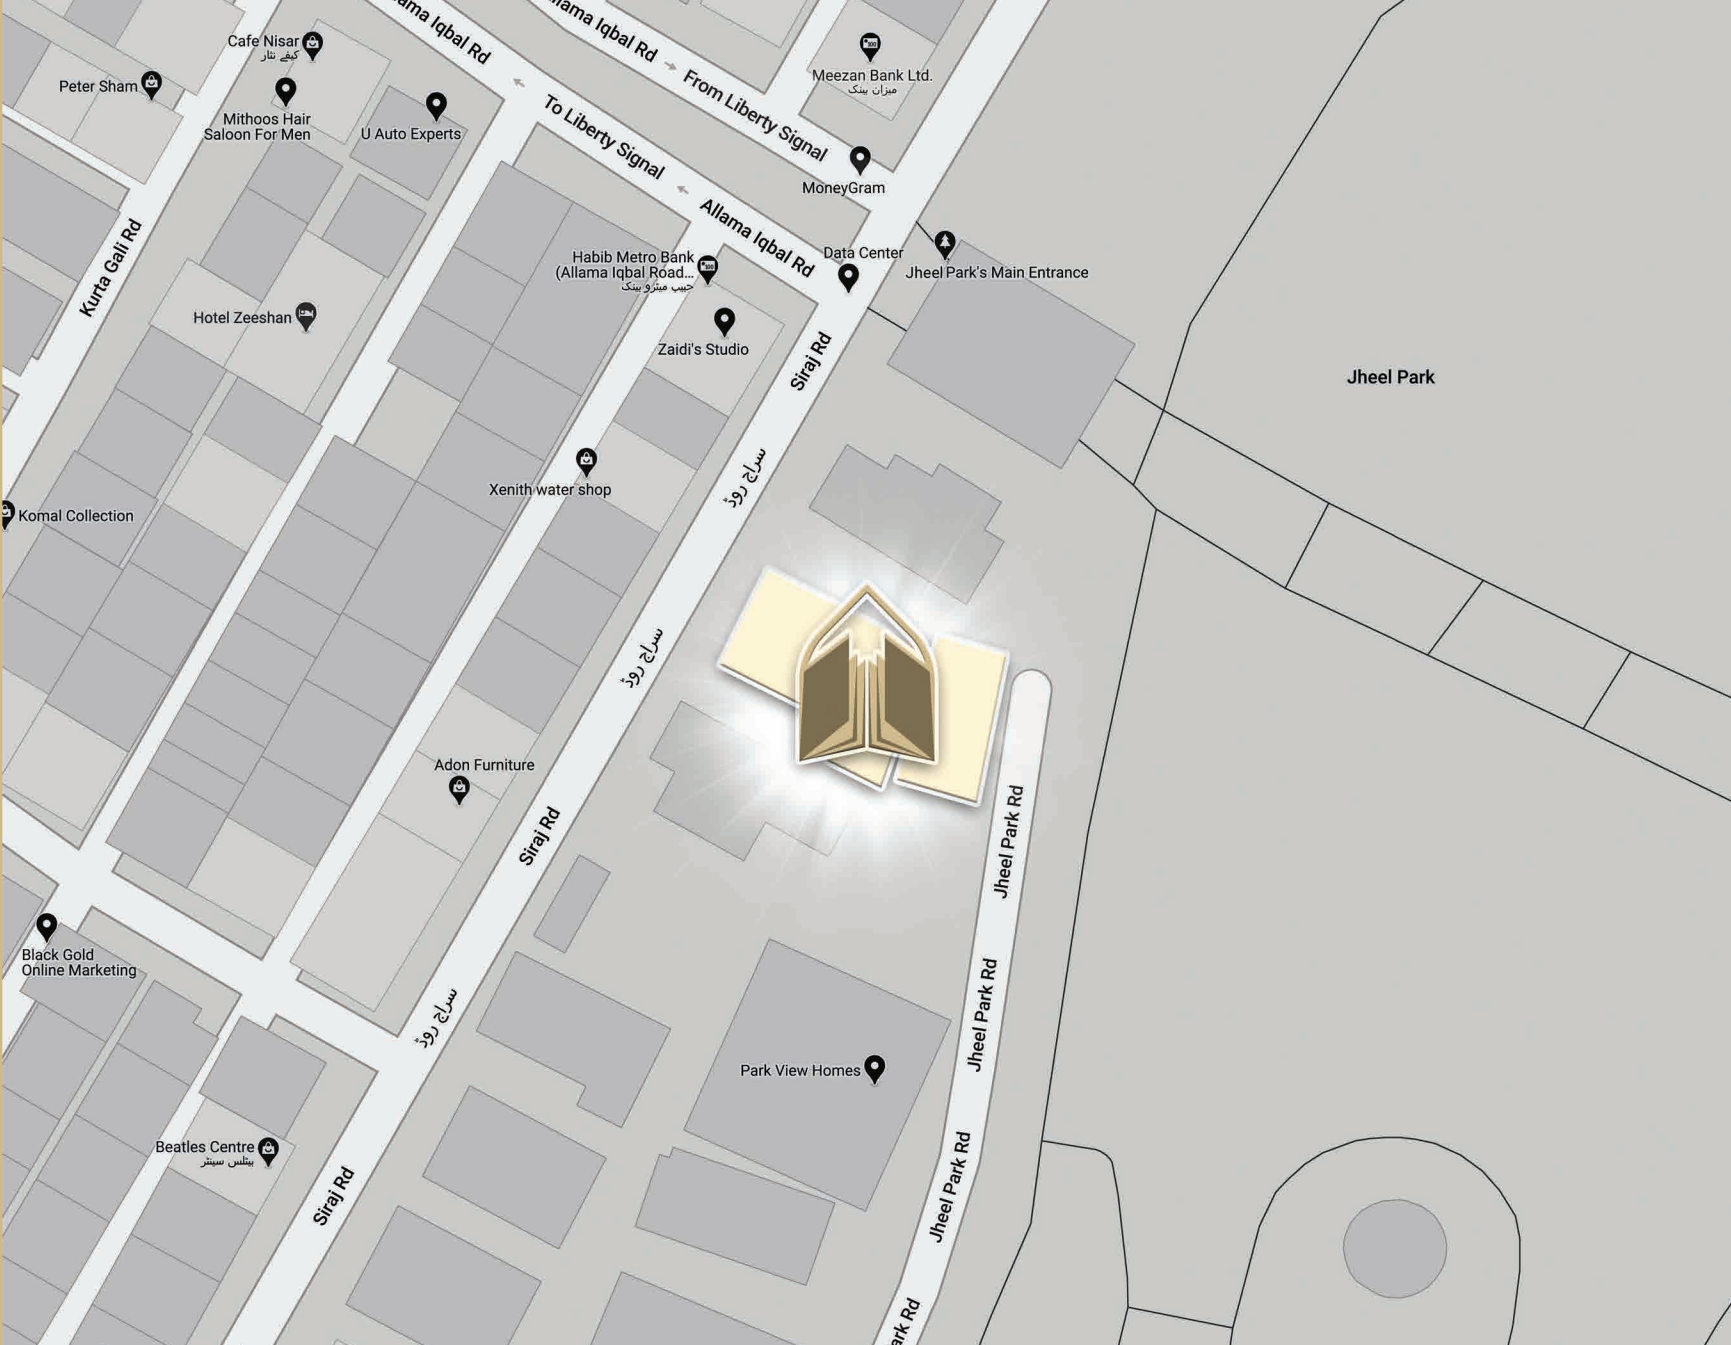 Allama Iqbal Rd
Allama Iqbal Rd
From Liberty Signal
Cafe Nisar
کیفے نثار
Peter Sham
Mithoos Hair
Saloon For Men
U Auto Experts
Meezan Bank Ltd.
میزان بینک
To Liberty Signal
MoneyGram
Allama Iqbal Rd
Kurta Gali Rd
Habib Metro Bank
(Allama Iqbal Road...
حبیب میٹرو بینک
Data Center
Jheel Park's Main Entrance
Hotel Zeeshan
Zaidi's Studio
Siraj Rd
Jheel Park
سراج روڈ
Xenith water shop
Komal Collection
سراج روڈ
Adon Furniture
Siraj Rd
Jheel Park Rd
Black Gold
Online Marketing
سراج روڈ
Jheel Park Rd
Park View Homes
Beatles Centre
بیٹلس سینٹر
Siraj Rd
Jheel Park Rd
Park Rd